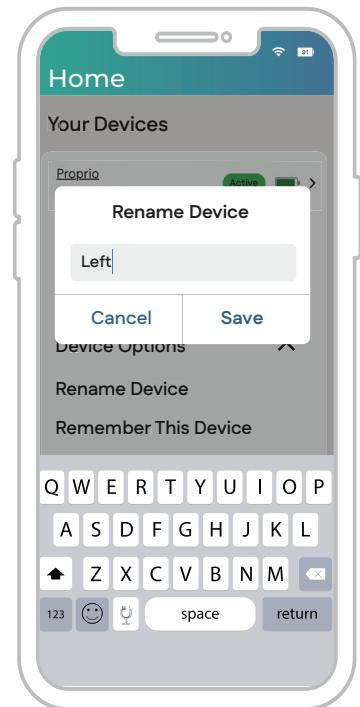 91
Home
Your Devices
Proprio
Active
Rename Device
Left
Cancel Save
Device Options
Rename Device
Remember This Device
Q W E R T Y U I O P
A S D F G H J K L
Z X C V B N M
123 space return